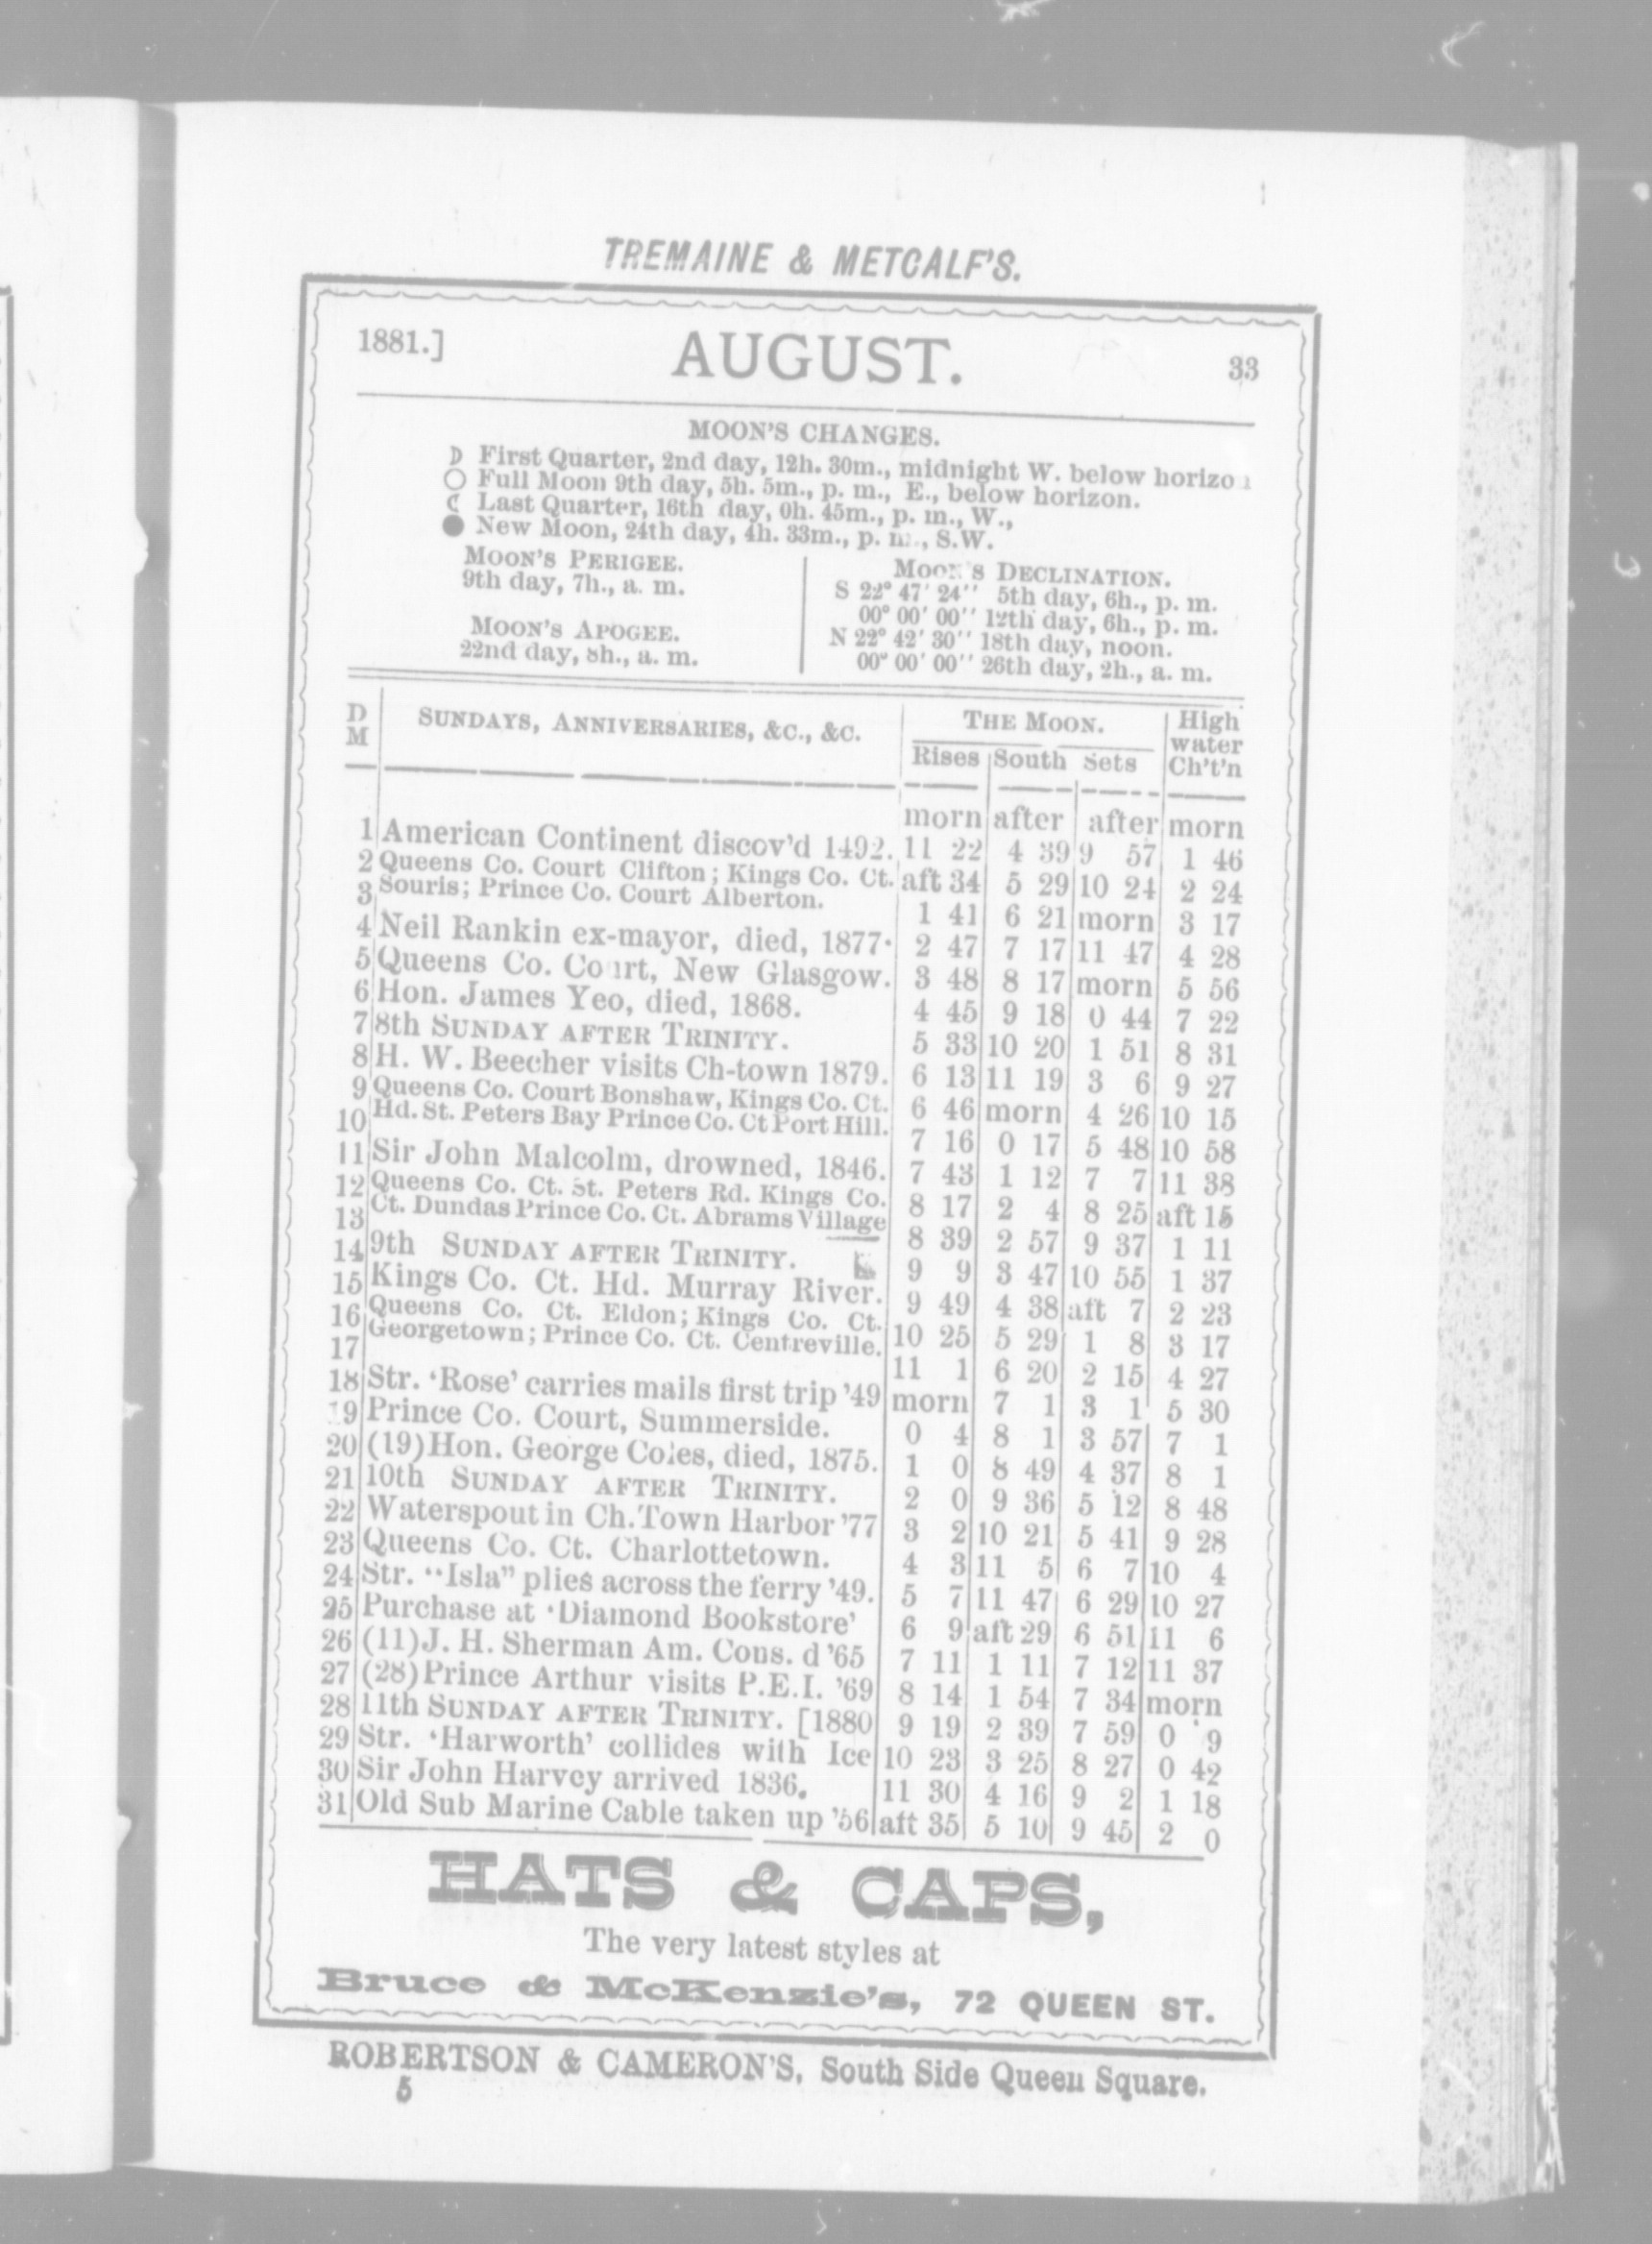 TREMAINE & METCALF'S.
1881.] AUGUST. 33
MOON'S CHANGES.
First Quarter, 2nd day, 12h. 30m., midnight W. below horizon
Full Moon 9th day, 5h. 5m., p. m., E., below horizon.
Last Quarter, 16th day, 0h. 45m., p. m., W.,
New Moon, 24th day, 4h. 33m., p. m., S.W.
MOON'S PERIGEE.
9th day, 7h., a. m.
MOON'S APOGEE.
22nd day, 8h., a. m.
MOON'S DECLINATION.
S 22° 47' 24'' 5th day, 6h., p. m.
00° 00' 00'' 12th day, 6h., p. m.
N 22° 42' 30'' 18th day, noon.
00° 00' 00'' 26th day, 2h., a. m.
D M SUNDAYS, ANNIVERSARIES, &C., &C. THE MOON. High water Ch't'n
Rises South Sets
morn after after morn
1 American Continent discov'd 1492. 11 22 4 39 9 57 1 46
2 Queens Co. Court Clifton; Kings Co. Ct. aft 34 5 29 10 24 2 24
3 Souris; Prince Co. Court Alberton. 1 41 6 21 morn 3 17
4 Neil Rankin ex-mayor, died, 1877. 2 47 7 17 11 47 4 28
5 Queens Co. Court, New Glasgow. 3 48 8 17 morn 5 56
6 Hon. James Yeo, died, 1868. 4 45 9 18 0 44 7 22
7 8th SUNDAY AFTER TRINITY. 5 33 10 20 1 51 8 31
8 H. W. Beecher visits Ch-town 1879. 6 13 11 19 3 6 9 27
9 Queens Co. Court Bonshaw, Kings Co. Ct. 6 46 morn 4 26 10 15
10 Hd. St. Peters Bay Prince Co. Ct Port Hill. 7 16 0 17 5 48 10 58
11 Sir John Malcolm, drowned, 1846. 7 43 1 12 7 7 11 38
12 Queens Co. Ct. St. Peters Rd. Kings Co. 8 17 2 4 8 25 aft 15
13 Ct. Dundas Prince Co. Ct. Abrams Village 8 39 2 57 9 37 1 11
14 9th SUNDAY AFTER TRINITY. 9 9 3 47 10 55 1 37
15 Kings Co. Ct. Hd. Murray River. 9 49 4 38 aft 7 2 23
16 Queens Co. Ct. Eldon; Kings Co. Ct. 10 25 5 29 1 8 3 17
17 Georgetown; Prince Co. Ct. Centreville. 11 1 6 20 2 15 4 27
18 Str. 'Rose' carries mails first trip '49 morn 7 1 3 1 5 30
19 Prince Co. Court, Summerside. 0 4 8 1 3 57 7 1
20 (19) Hon. George Coles, died, 1875. 1 0 8 49 4 37 8 1
21 10th SUNDAY AFTER TRINITY. 2 0 9 36 5 12 8 48
22 Waterspout in Ch.Town Harbor '77 3 2 10 21 5 41 9 28
23 Queens Co. Ct. Charlottetown. 4 3 11 5 6 7 10 4
24 Str. "Isla" plies across the ferry '49. 5 7 11 47 6 29 10 27
25 Purchase at 'Diamond Bookstore' 6 9 aft 29 6 51 11 6
26 (11) J. H. Sherman Am. Cons. d '65 7 11 1 11 7 12 11 37
27 (28) Prince Arthur visits P.E.I. '69 8 14 1 54 7 34 morn
28 11th SUNDAY AFTER TRINITY. [1880 9 19 2 39 7 59 0 9
29 Str. 'Harworth' collides with Ice 10 23 3 25 8 27 0 42
30 Sir John Harvey arrived 1836. 11 30 4 16 9 2 1 18
31 Old Sub Marine Cable taken up '56 aft 35 5 10 9 45 2 0
HATS & CAPS,
The very latest styles at
Bruce & McKenzie's, 72 QUEEN ST.
ROBERTSON & CAMERON'S, South Side Queen Square.
5